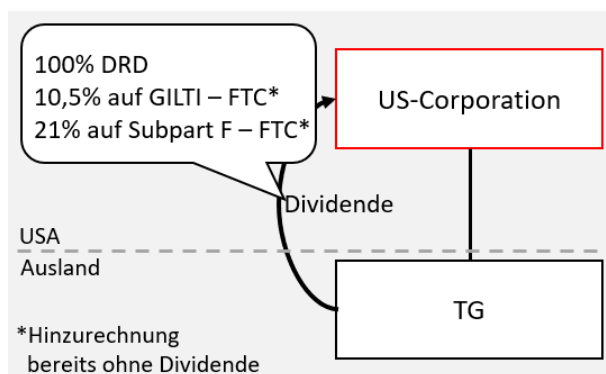 100% DRD
10,5% auf GILTI – FTC*
21% auf Subpart F – FTC*
US-Corporation
Dividende
USA
Ausland
TG
*Hinzurechnung
bereits ohne Dividende